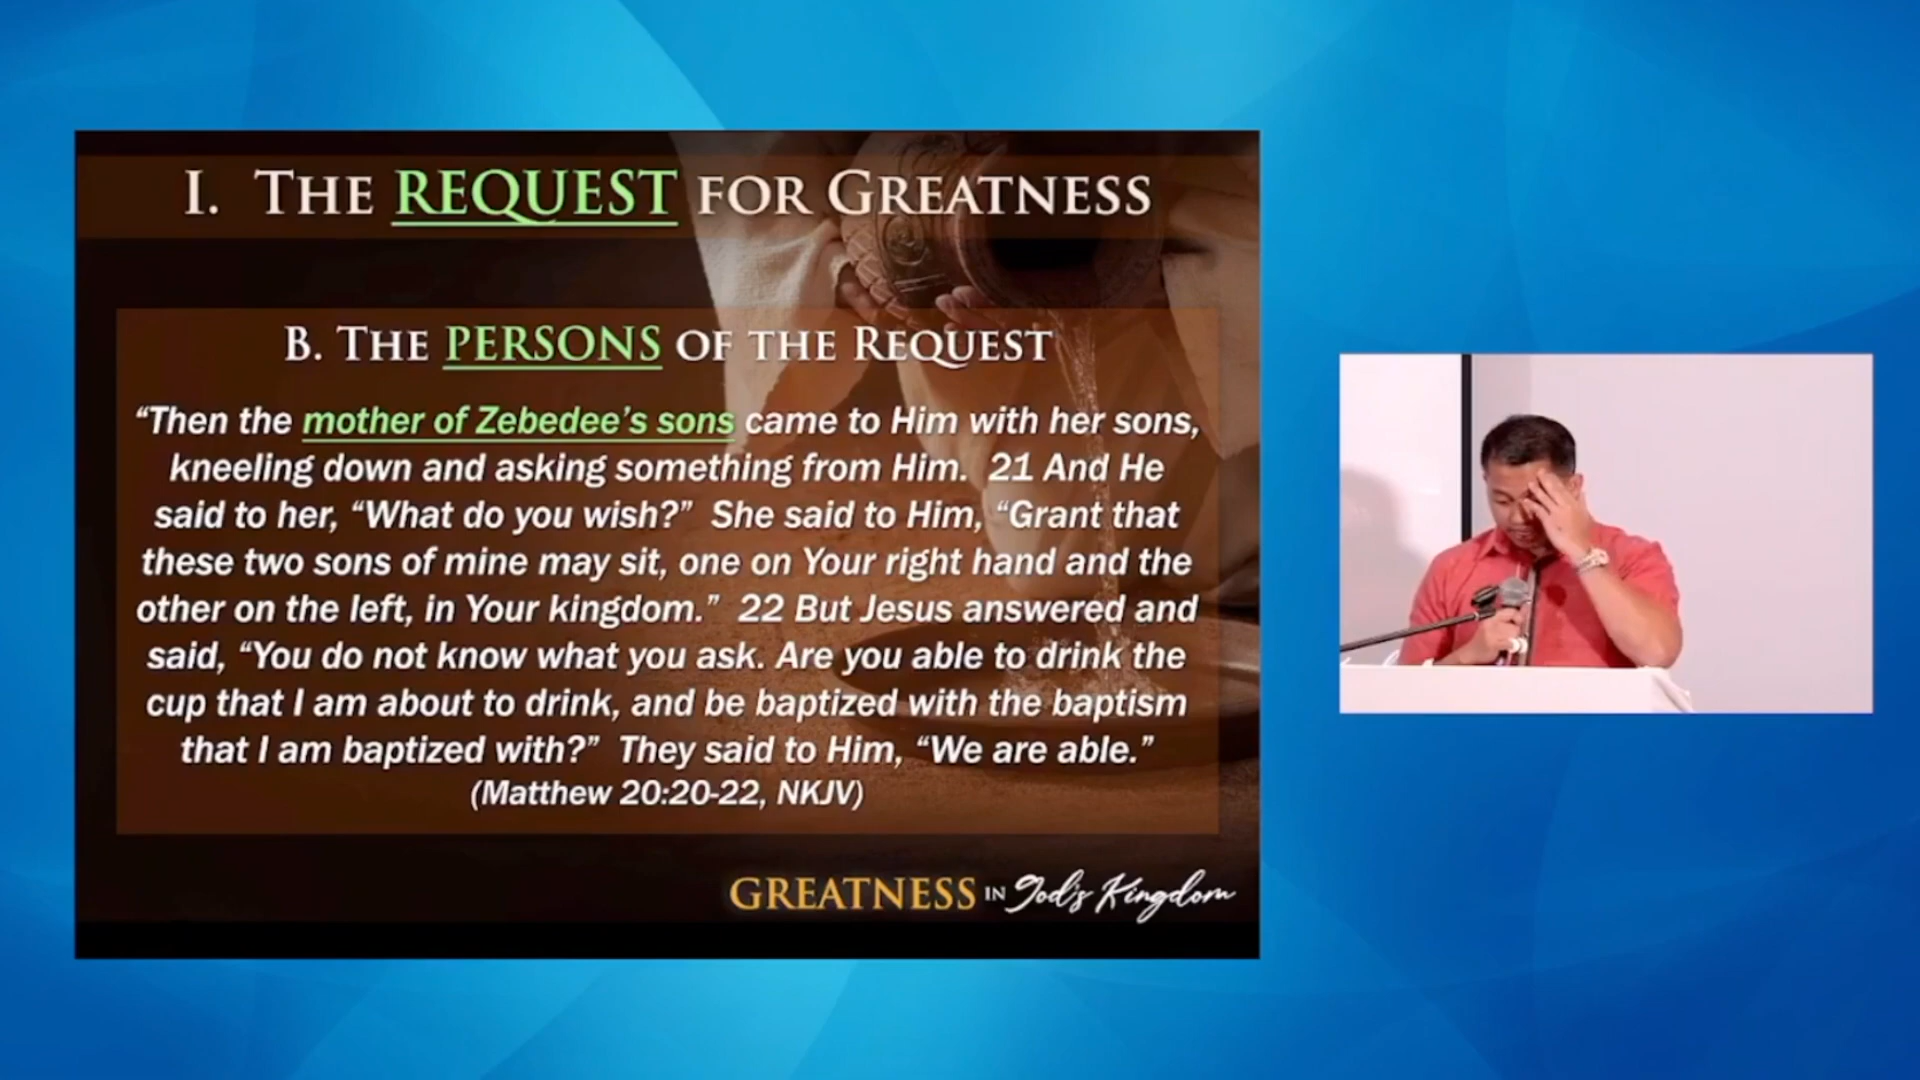 I. THE REQUEST FOR GREATNESS
B. THE PERSONS OF THE REQUEST
“Then the mother of Zebedee’s sons came to Him with her sons,
kneeling down and asking something from Him. 21 And He
said to her, “What do you wish?” She said to Him, “Grant that
these two sons of mine may sit, one on Your right hand and the
other on the left, in Your kingdom.” 22 But Jesus answered and
said, “You do not know what you ask. Are you able to drink the
cup that I am about to drink, and be baptized with the baptism
that I am baptized with?” They said to Him, “We are able.”
(Matthew 20:20-22, NKJV)
GREATNESS IN God's Kingdom